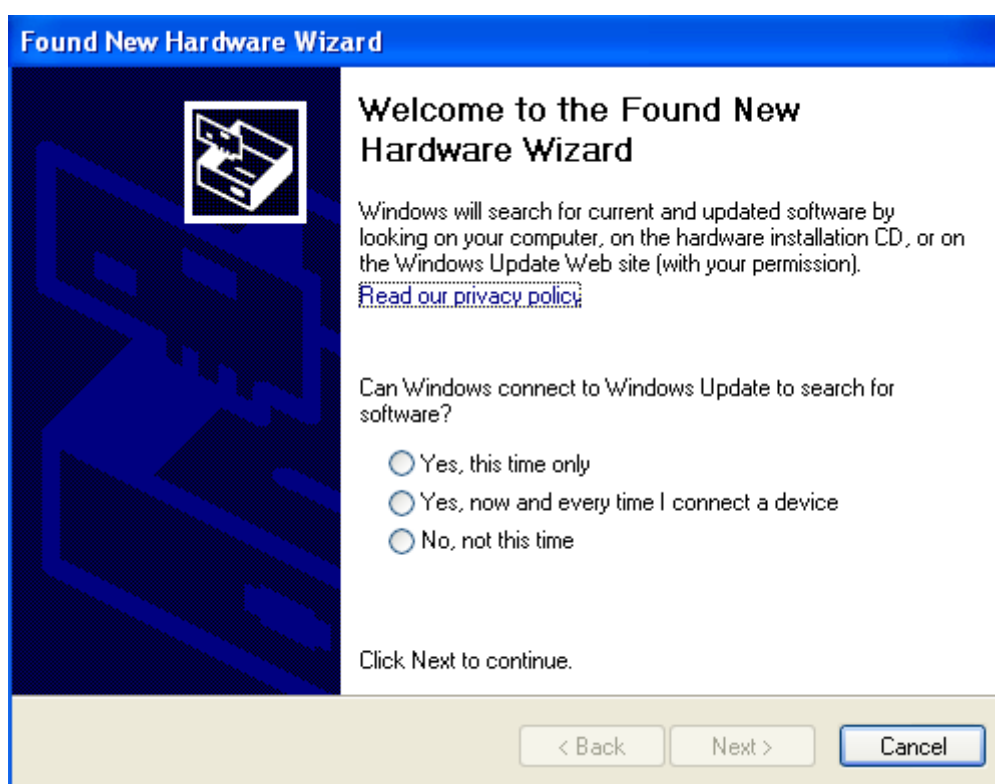 Found New Hardware Wizard
Welcome to the Found New
Hardware Wizard
Windows will search for current and updated software by
looking on your computer, on the hardware installation CD, or on
the Windows Update Web site (with your permission).
Read our privacy policy
Can Windows connect to Windows Update to search for
software?
Yes, this time only
Yes, now and every time I connect a device
No, not this time
Click Next to continue.
< Back
Next >
Cancel